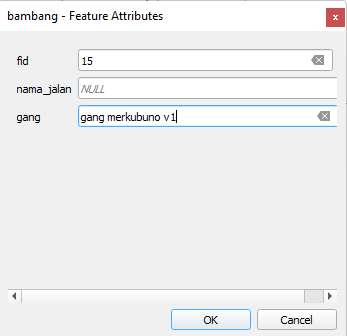 bambang - Feature Attributes
fid 15
nama_jalan NULL
gang gang merkubuno v1
OK Cancel